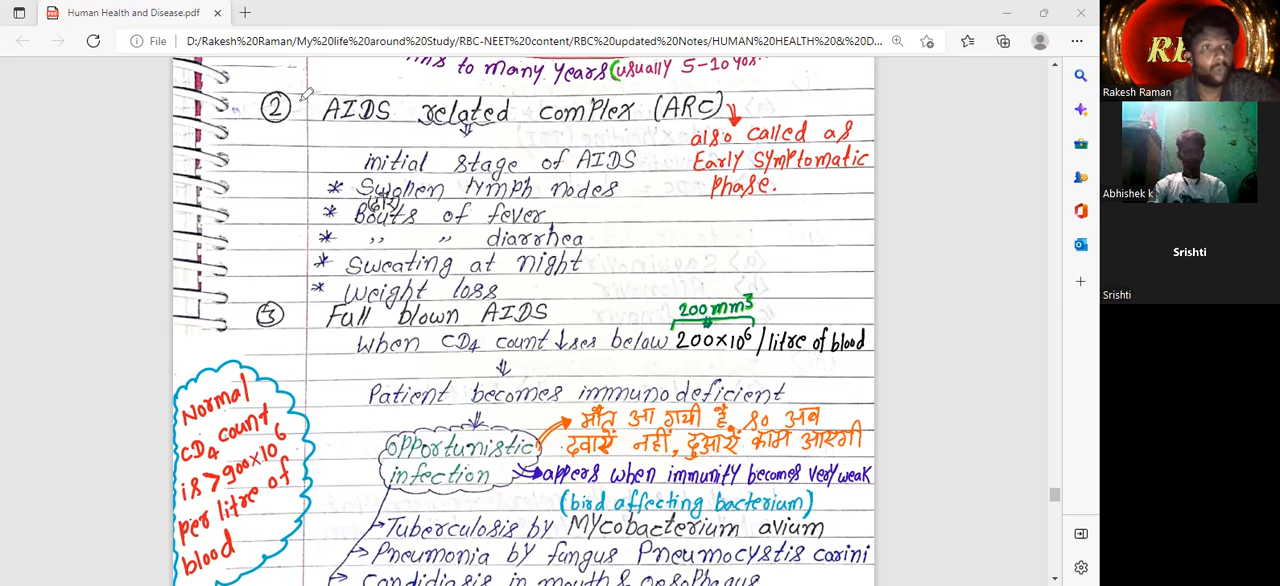 Human Health and Disease.pdf
File
D:/Rakesh%20Raman/My%20life%20around%20Study/RBC-NEET%20content/RBC%20updated%20Notes/HUMAN%20HEALTH%20&%20D...
to many years (usually 5-10 yrs.
② AIDS related complex (ARC)
also called as
Early symptomatic
phase.
initial stage of AIDS
* Swollen lymph nodes
* Bouts of fever,
* ,, ,, diarrhea
* Sweating at night
* Weight loss
③ Full blown AIDS
200mm³
When CD4 count ↓ses below 200×10⁶/litre of blood
Patient becomes immunodeficient
Opportunistic
infection
मौत आ गयी है, so अब
दवाएं नहीं, दुआएं काम आएगी
appers when immunity becomes very weak
(bird affecting bacterium)
Tuberculosis by Mycobacterium avium
Pneumonia by fungus Pneumocystis carini
Candidiasis in mouth & oesophagus
Normal
CD4 count
is >900×10⁶
per litre of
blood
Rakesh Raman
Abhishek k
Srishti
Srishti